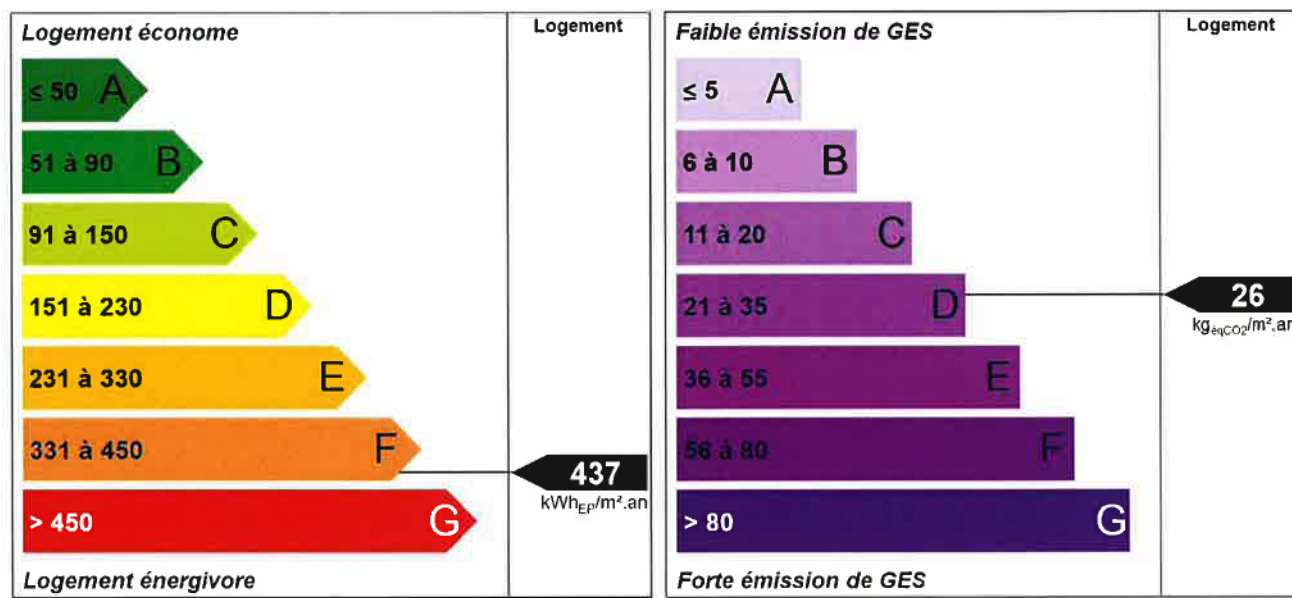 Logement économe
Logement
≤ 50 A
51 à 90 B
91 à 150 C
151 à 230 D
231 à 330 E
331 à 450 F
437
kWhEP/m².an
> 450 G
Logement énergivore
Faible émission de GES
Logement
≤ 5 A
6 à 10 B
11 à 20 C
21 à 35 D
26
kgéqCO2/m².an
36 à 55 E
56 à 80 F
> 80 G
Forte émission de GES